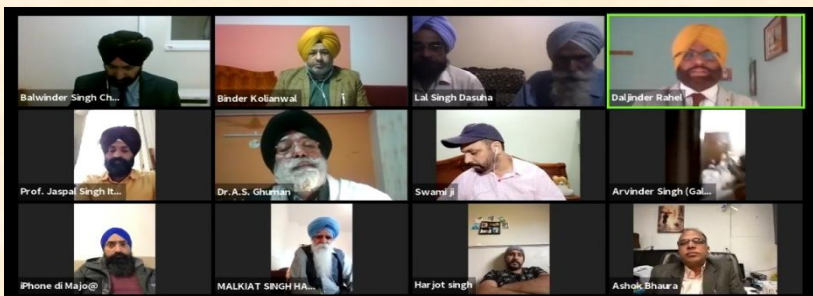 Balwinder Singh Ch...
Binder Kolianwal
Lal Singh Dasuha
Daljinder Rahel
Prof. Jaspal Singh It...
Dr.A.S. Ghuman
Swami ji
Arvinder Singh (Gal...
iPhone di Majo@
MALKIAT SINGH HA...
Harjot singh
Ashok Bhaura